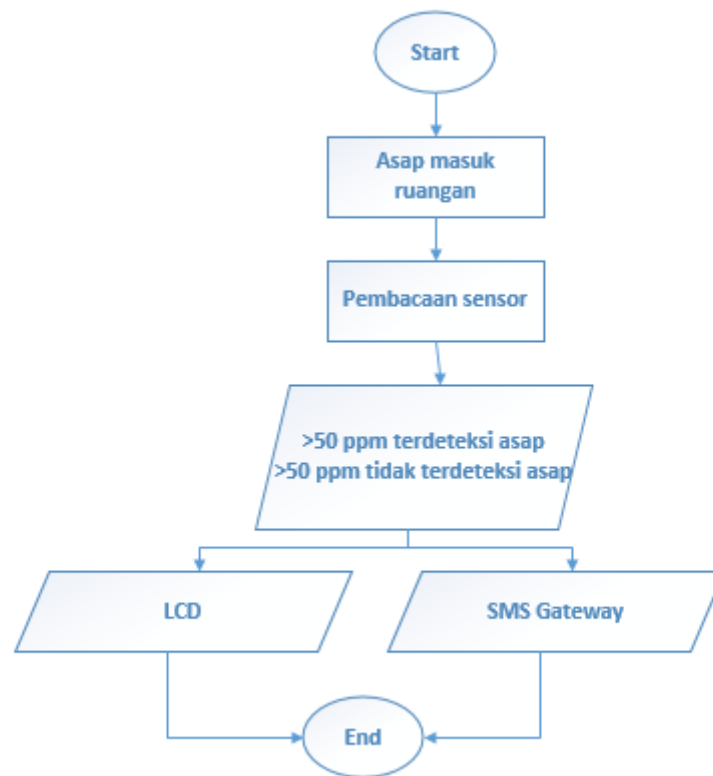 Start
Asap masuk
ruangan
Pembacaan sensor
>50 ppm terdeteksi asap
>50 ppm tidak terdeteksi asap
LCD
SMS Gateway
End